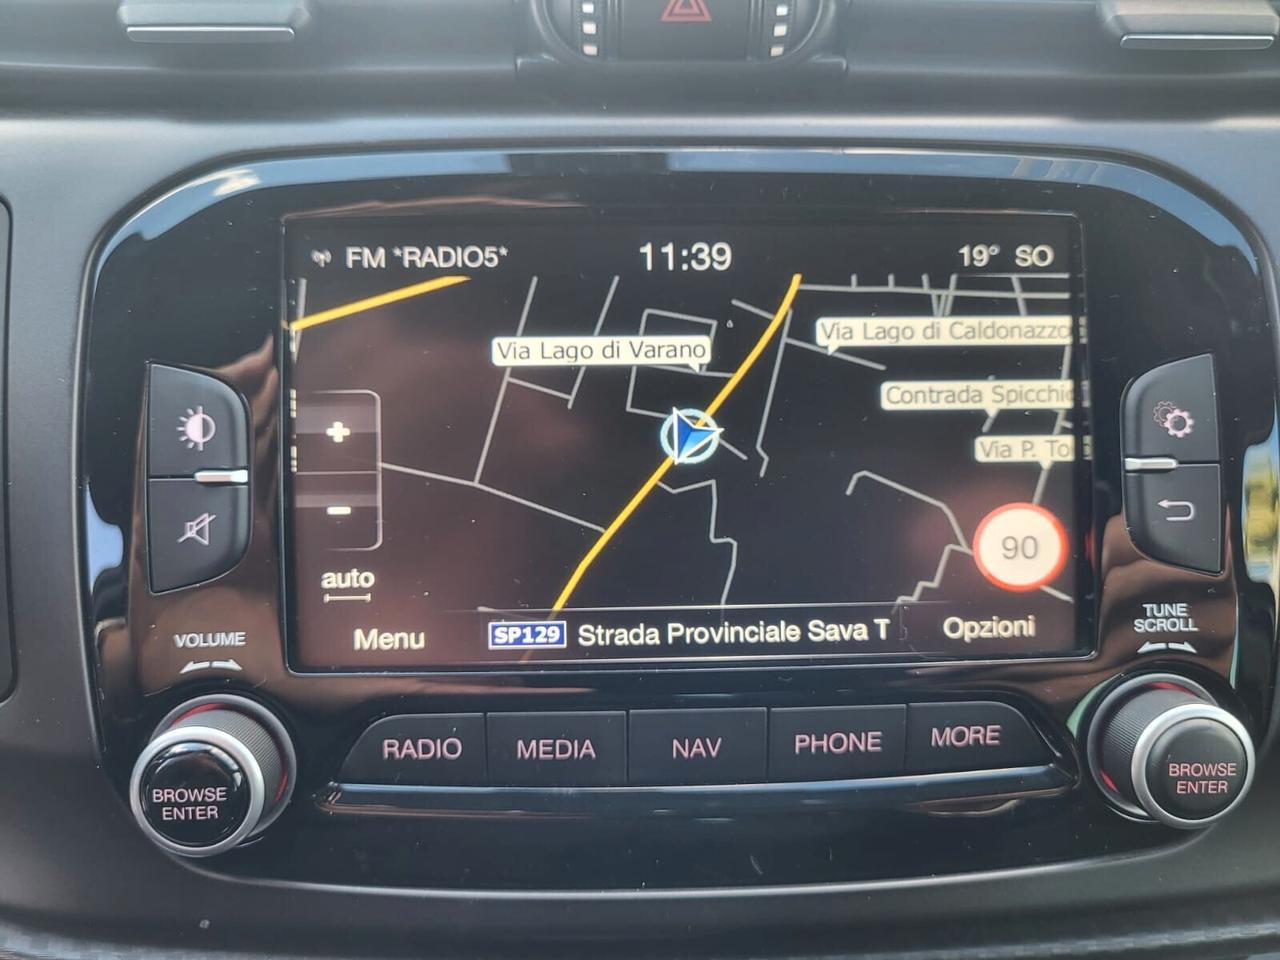 FM *RADIO5*
11:39
19° SO
Via Lago di Varano
Via Lago di Caldonazzo
Contrada Spicchic
Via P. To
+
-
auto
90
Menu
SP129 Strada Provinciale Sava T
Opzioni
VOLUME
TUNE
SCROLL
RADIO
MEDIA
NAV
PHONE
MORE
BROWSE
ENTER
BROWSE
ENTER